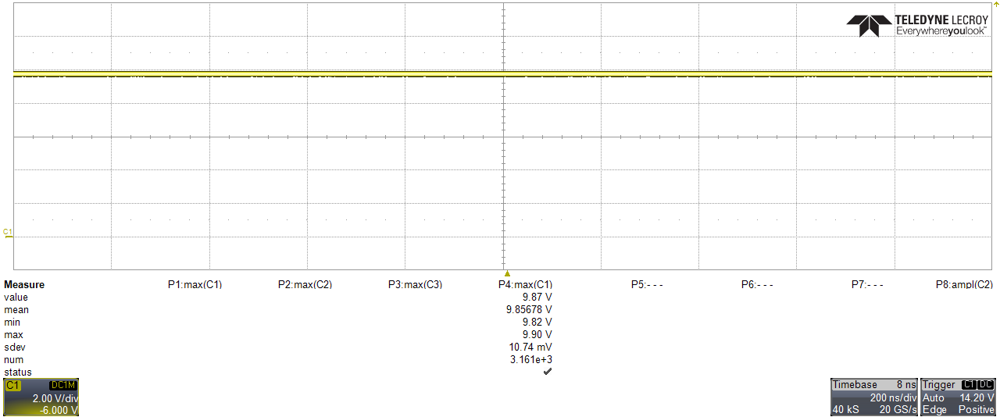 TELEDYNE LECROY
Everywhereyoulook™
C1
Measure P1:max(C1) P2:max(C2) P3:max(C3) P4:max(C1) P5:- - - P6:- - - P7:- - - P8:ampl(C2)
value 9.87 V
mean 9.85678 V
min 9.82 V
max 9.90 V
sdev 10.74 mV
num 3.161e+3
status ✓
C1 DC1M
2.00 V/div
-6.000 V
Timebase 8 ns
200 ns/div
40 kS 20 GS/s
Trigger C1 DC
Auto 14.20 V
Edge Positive